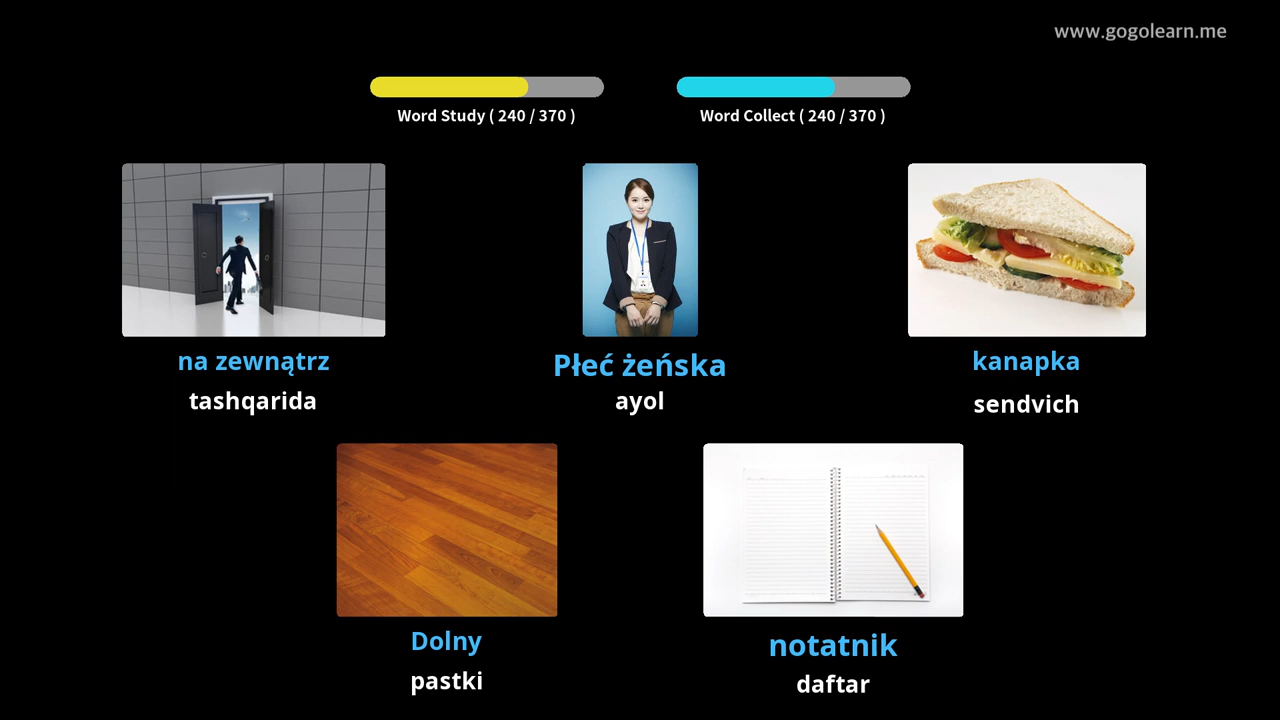 www.gogolearn.me
Word Study ( 240 / 370 )
Word Collect ( 240 / 370 )
na zewnątrz
tashqarida
Płeć żeńska
ayol
kanapka
sendvich
Dolny
pastki
notatnik
daftar